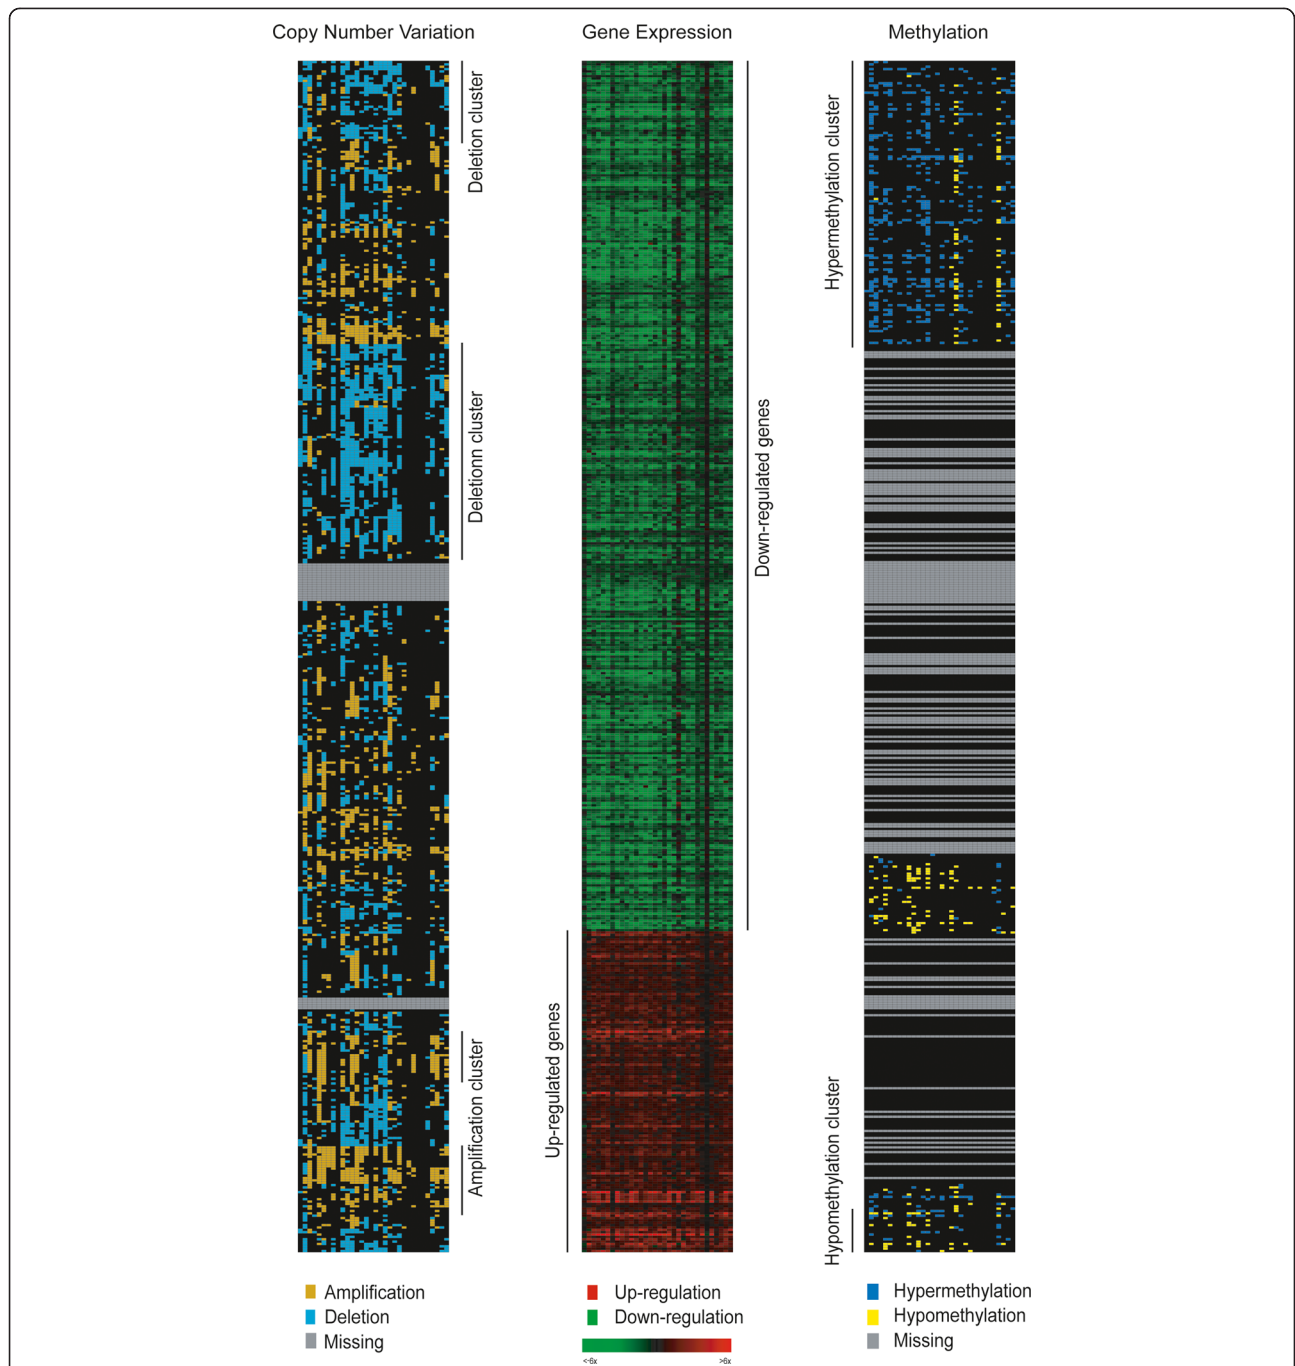 Copy Number Variation
Gene Expression
Methylation
Deletion cluster
Deletionn cluster
Amplification cluster
Down-regulated genes
Up-regulated genes
Hypermethylation cluster
Hypomethylation cluster
Amplification
Deletion
Missing
Up-regulation
Down-regulation
<-6x
>6x
Hypermethylation
Hypomethylation
Missing